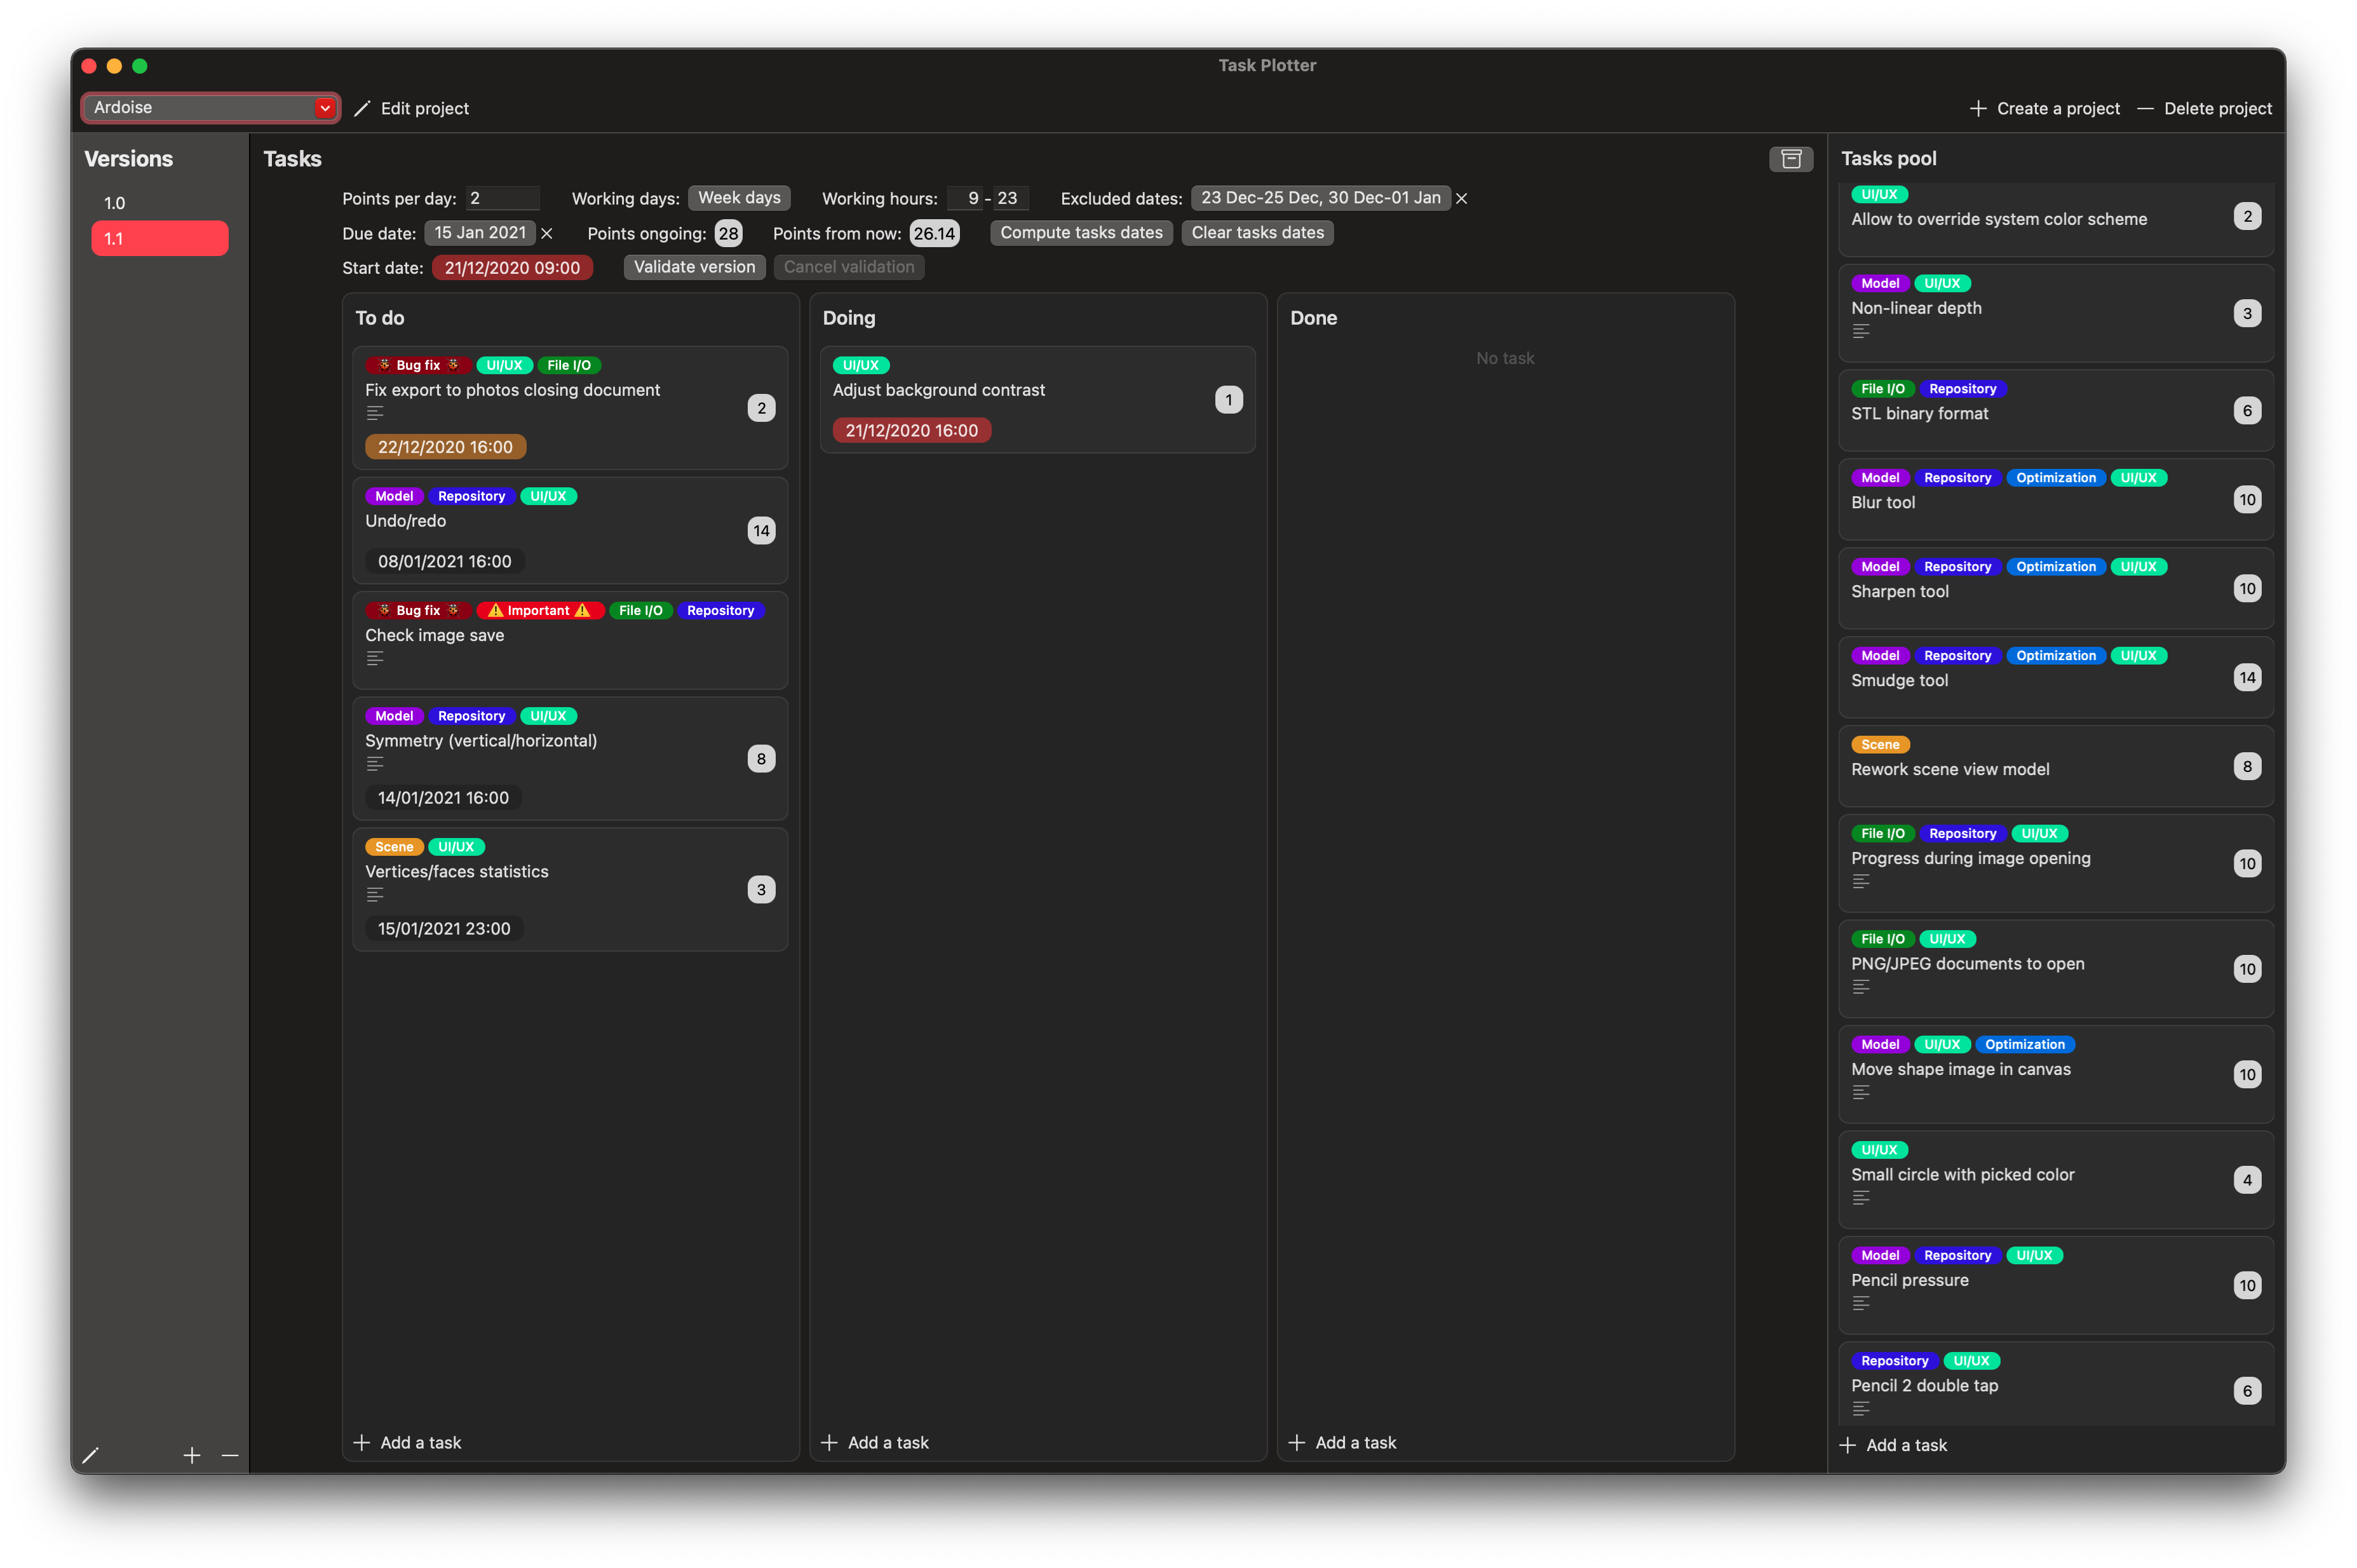 Task Plotter
Ardoise
Edit project
Create a project
Delete project
Versions
1.0
1.1
Tasks
Points per day: 2 Working days: Week days Working hours: 9 - 23 Excluded dates: 23 Dec-25 Dec, 30 Dec-01 Jan
Due date: 15 Jan 2021 Points ongoing: 28 Points from now: 26.14 Compute tasks dates Clear tasks dates
Start date: 21/12/2020 09:00 Validate version Cancel validation
To do
Bug fix UI/UX File I/O
Fix export to photos closing document
2
22/12/2020 16:00
Model Repository UI/UX
Undo/redo
14
08/01/2021 16:00
Bug fix Important File I/O Repository
Check image save
Model Repository UI/UX
Symmetry (vertical/horizontal)
8
14/01/2021 16:00
Scene UI/UX
Vertices/faces statistics
3
15/01/2021 23:00
Add a task
Doing
UI/UX
Adjust background contrast
1
21/12/2020 16:00
Add a task
Done
No task
Add a task
Tasks pool
UI/UX
Allow to override system color scheme
2
Model UI/UX
Non-linear depth
3
File I/O Repository
STL binary format
6
Model Repository Optimization UI/UX
Blur tool
10
Model Repository Optimization UI/UX
Sharpen tool
10
Model Repository Optimization UI/UX
Smudge tool
14
Scene
Rework scene view model
8
File I/O Repository UI/UX
Progress during image opening
10
File I/O UI/UX
PNG/JPEG documents to open
10
Model UI/UX Optimization
Move shape image in canvas
10
UI/UX
Small circle with picked color
4
Model Repository UI/UX
Pencil pressure
10
Repository UI/UX
Pencil 2 double tap
6
Add a task